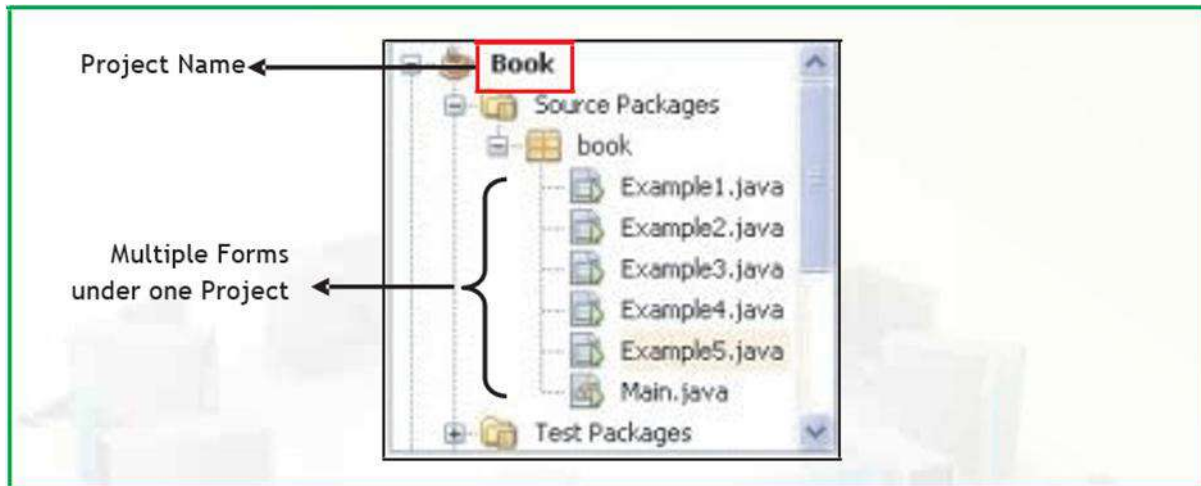 Project Name
Book
Source Packages
book
Example1.java
Example2.java
Example3.java
Multiple Forms
under one Project
Example4.java
Example5.java
Main.java
Test Packages